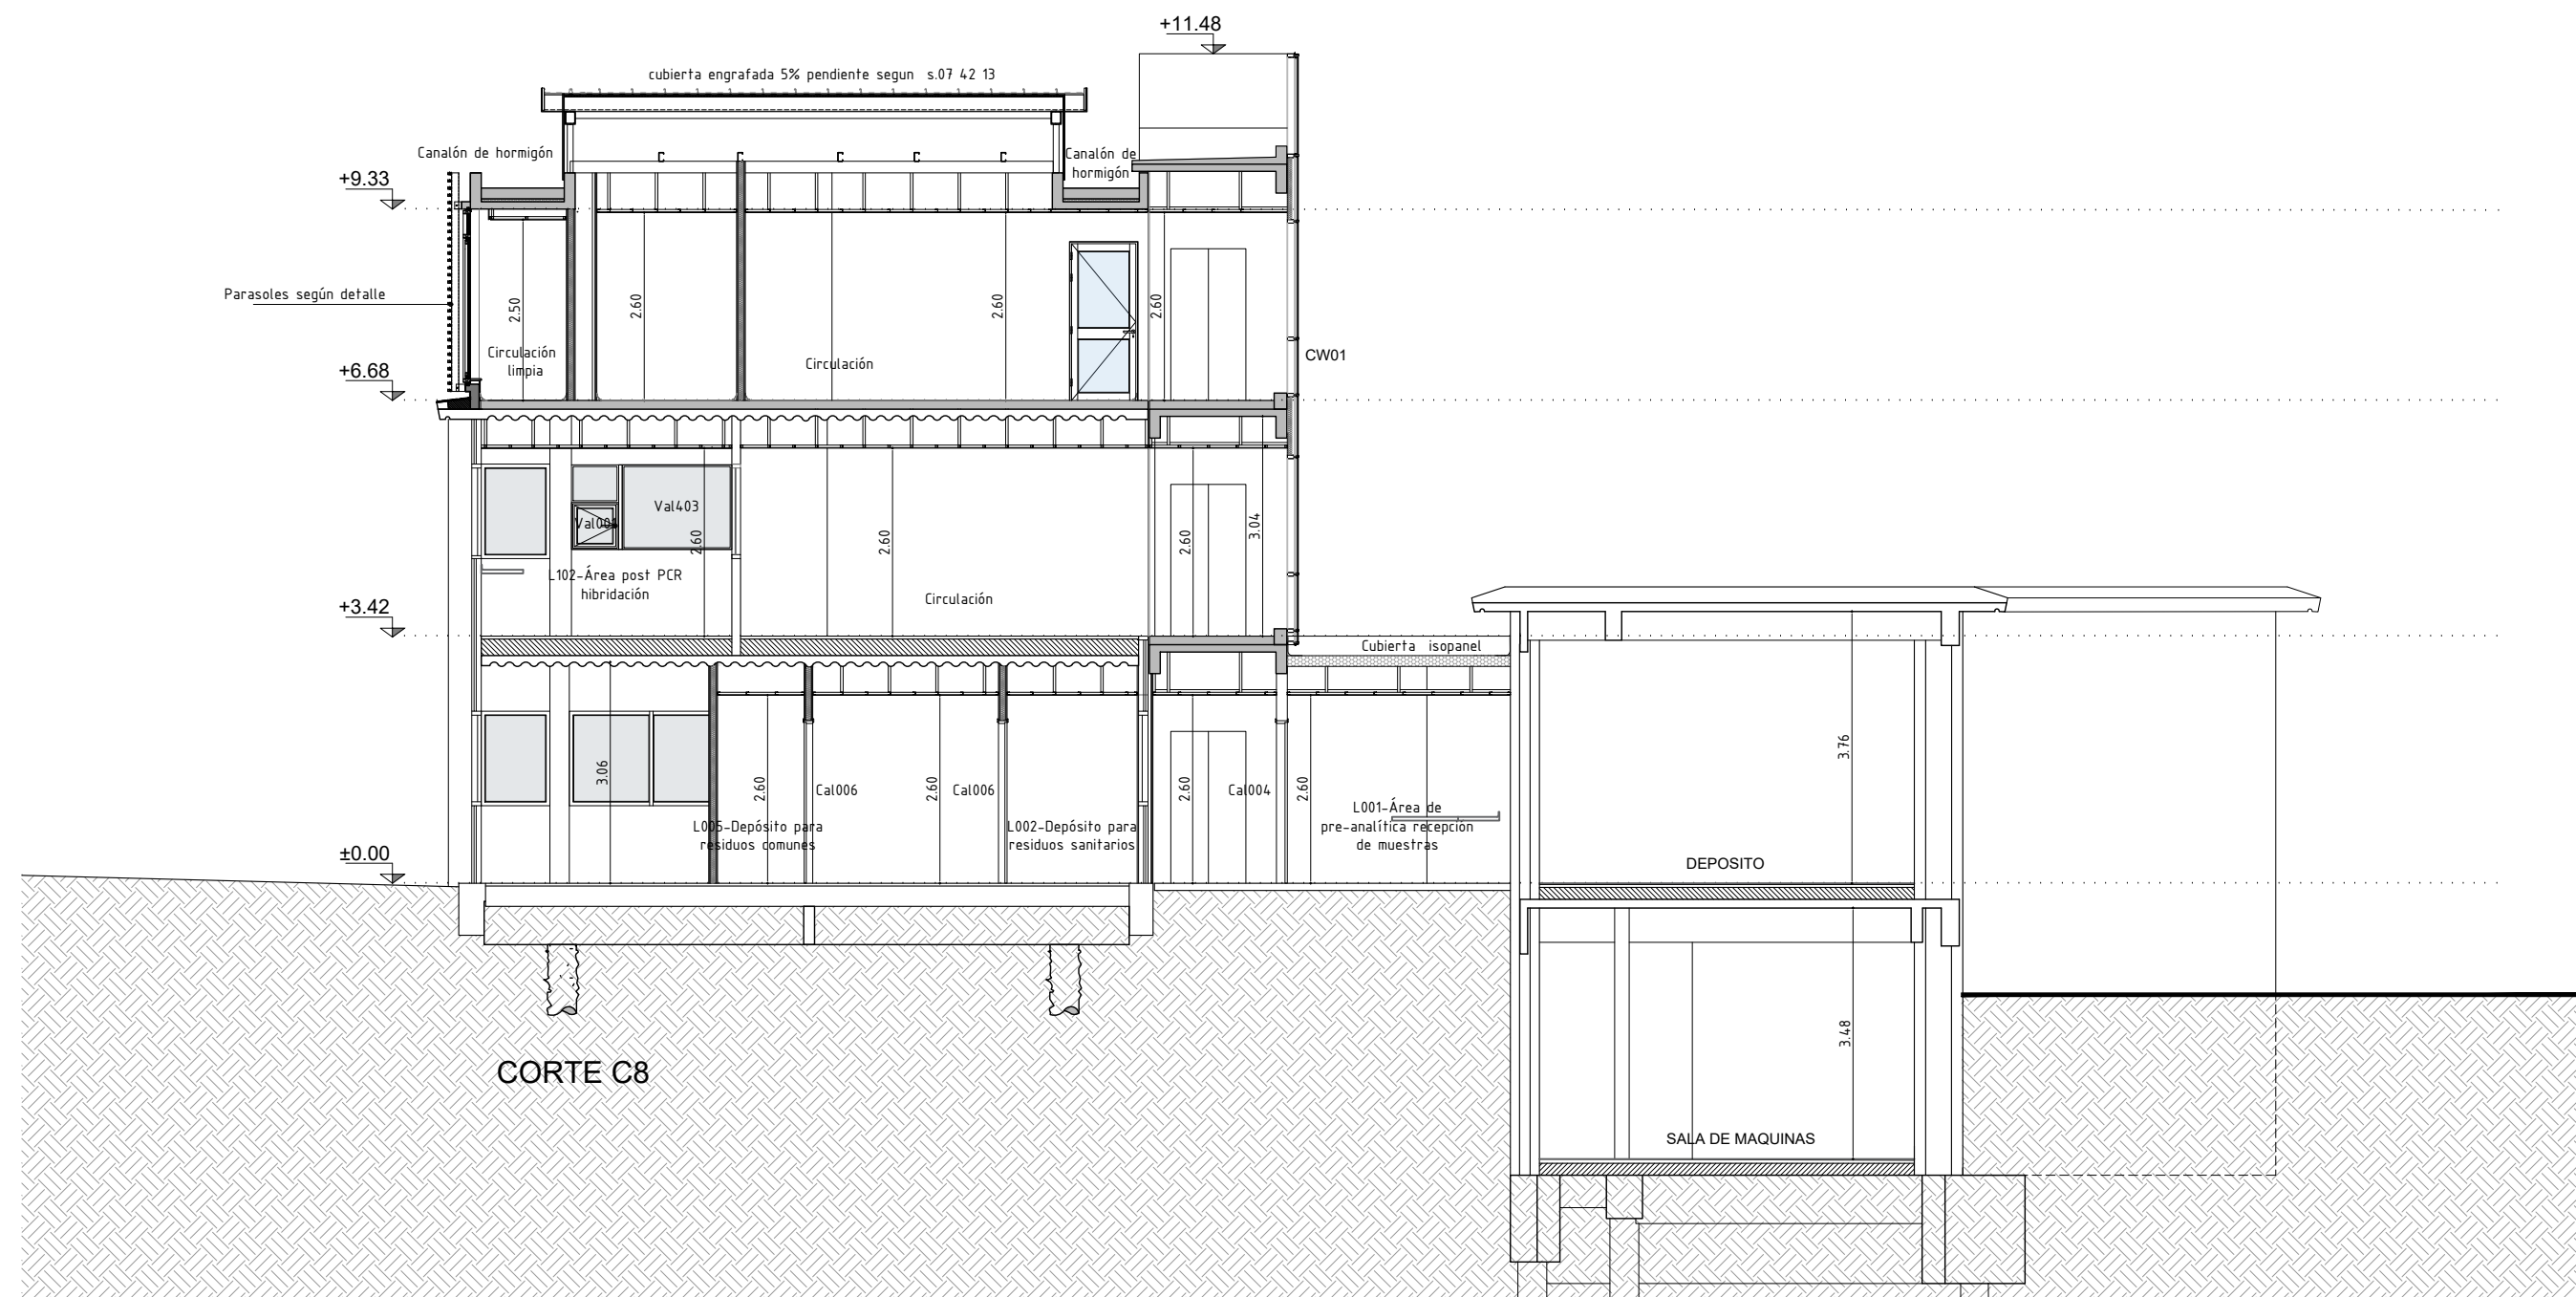 +11.48
cubierta engrafada 5% pendiente segun s.07 42 13
Canalón de hormigón
Canalón de
hormigón
+9.33
Parasoles según detalle
2.50
2.60
2.60
2.60
Circulación
limpia
Circulación
CW01
+6.68
Val403
Val001
2.60
2.60
2.60
3.04
L102-Área post PCR
hibridación
Circulación
+3.42
Cubierta isopanel
3.06
2.60
Cal006
2.60
Cal006
2.60
Cal004
2.60
3.76
L005-Depósito para
residuos comunes
L002-Depósito para
residuos sanitarios
L001-Área de
pre-analítica recepción
de muestras
±0.00
DEPOSITO
3.48
CORTE C8
SALA DE MAQUINAS